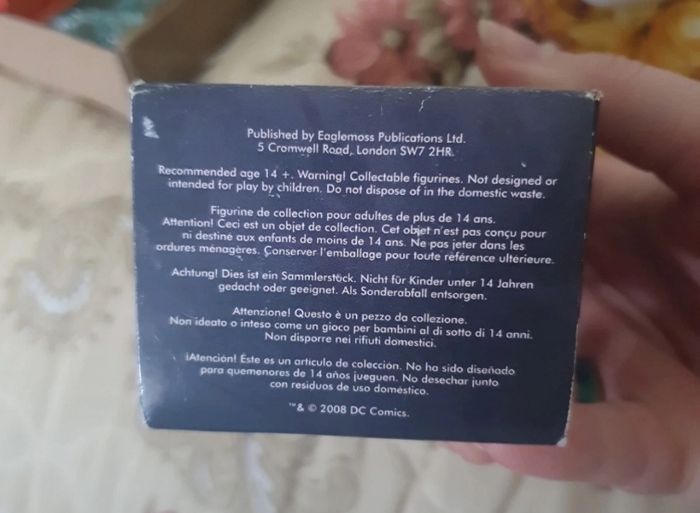 Published by Eaglemoss Publications Ltd.
5 Cromwell Road, London SW7 2HR.
Recommended age 14 +. Warning! Collectable figurines. Not designed or
intended for play by children. Do not dispose of in the domestic waste.
Figurine de collection pour adultes de plus de 14 ans.
Attention! Ceci est un objet de collection. Cet objet n'est pas conçu pour
ni destiné aux enfants de moins de 14 ans. Ne pas jeter dans les
ordures ménagères. Conserver l'emballage pour toute référence ultérieure.
Achtung! Dies ist ein Sammlerstück. Nicht für Kinder unter 14 Jahren
gedacht oder geeignet. Als Sonderabfall entsorgen.
Attenzione! Questo è un pezzo da collezione.
Non ideato o inteso come un gioco per bambini al di sotto di 14 anni.
Non disporre nei rifiuti domestici.
¡Atención! Éste es un artículo de colección. No ha sido diseñado
para quemenores de 14 años jueguen. No desechar junto
con residuos de uso doméstico.
™& © 2008 DC Comics.